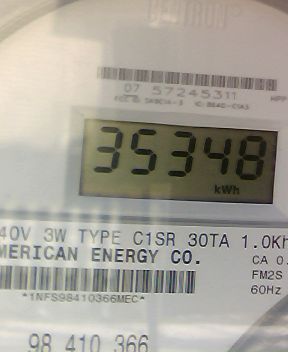 CENTRON®
07 57245311
35348
kWh
40V 3W TYPE C1SR 30TA 1.0Kh
MERICAN ENERGY CO.
CA 0.
FM2S
*1NFS98410366MEC*
60Hz
98 410 366